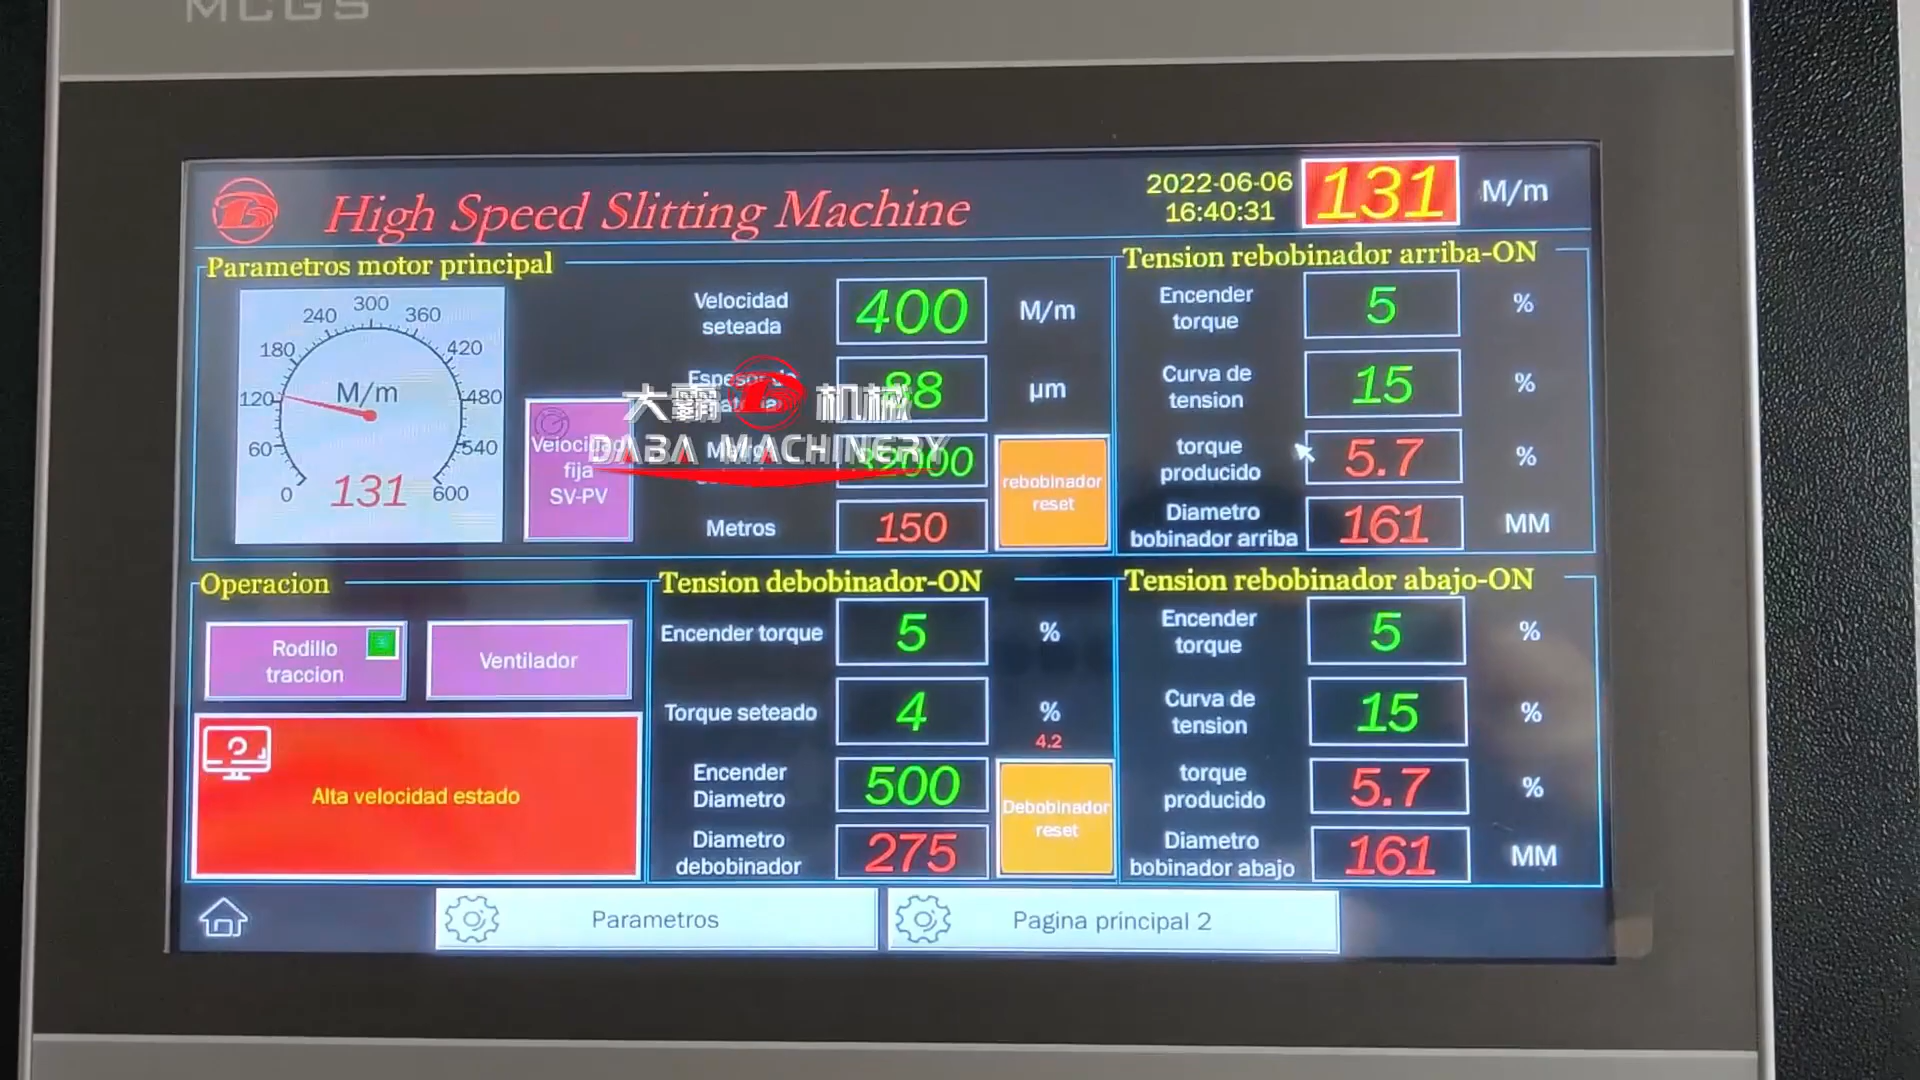 MCGS
High Speed Slitting Machine
2022-06-06
16:40:31
131
M/m
Parametros motor principal
0
60
120
180
240
300
360
420
480
540
600
M/m
131
Velocidad
fija
SV-PV
Velocidad
seteada
400
M/m
88
µm
大霸 机械
DABA MACHINERY
Metros
150
rebobinador
reset
Tension rebobinador arriba-ON
Encender
torque
5
%
Curva de
tension
15
%
torque
producido
5.7
%
Diametro
bobinador arriba
161
MM
Operacion
Rodillo
traccion
Ventilador
Alta velocidad estado
Tension debobinador-ON
Encender torque
5
%
Torque seteado
4
%
4.2
Encender
Diametro
500
Diametro
debobinador
275
Debobinador
reset
Tension rebobinador abajo-ON
Encender
torque
5
%
Curva de
tension
15
%
torque
producido
5.7
%
Diametro
bobinador abajo
161
MM
Parametros
Pagina principal 2